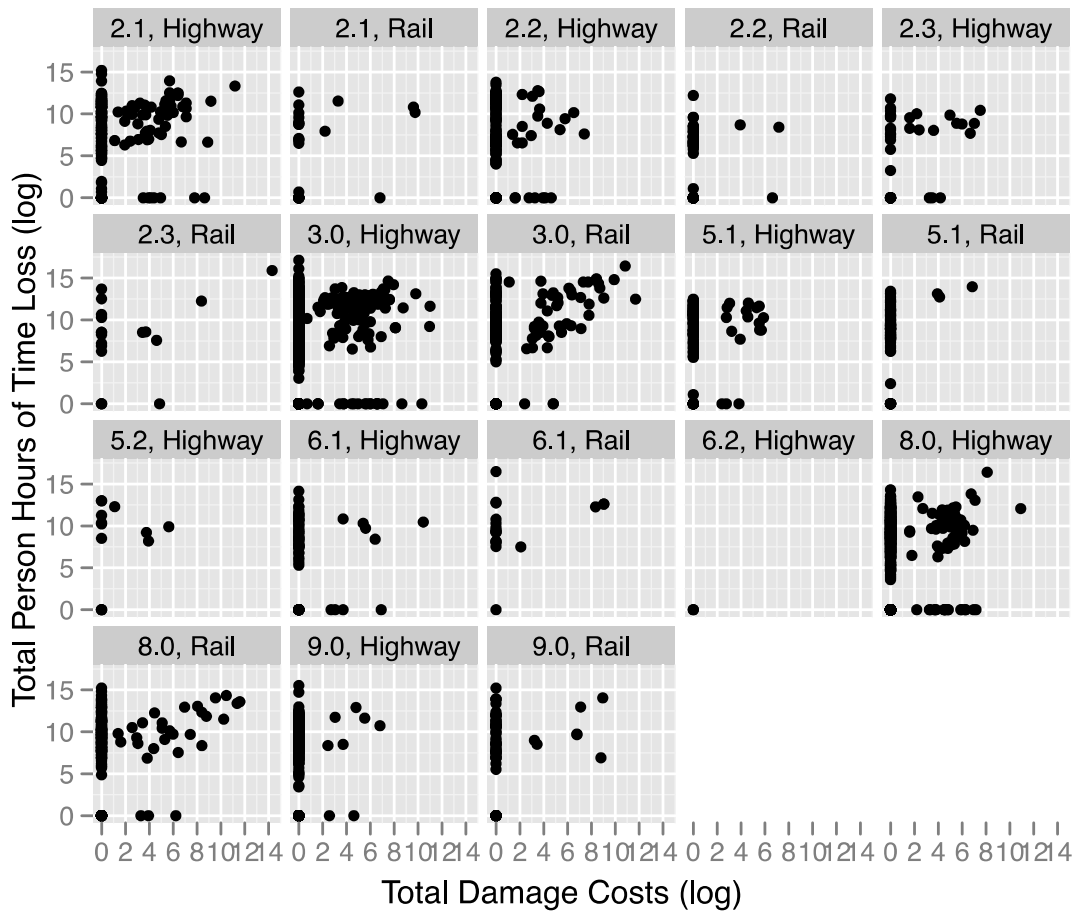 2.1, Highway 2.1, Rail 2.2, Highway 2.2, Rail 2.3, Highway
15
10
5
0
2.3, Rail 3.0, Highway 3.0, Rail 5.1, Highway 5.1, Rail
15
10
5
0
5.2, Highway 6.1, Highway 6.1, Rail 6.2, Highway 8.0, Highway
15
10
5
0
8.0, Rail 9.0, Highway 9.0, Rail
15
10
5
0
0 2 4 6 8 10 12 14 0 2 4 6 8 10 12 14 0 2 4 6 8 10 12 14 0 2 4 6 8 10 12 14 0 2 4 6 8 10 12 14
Total Damage Costs (log)
Total Person Hours of Time Loss (log)